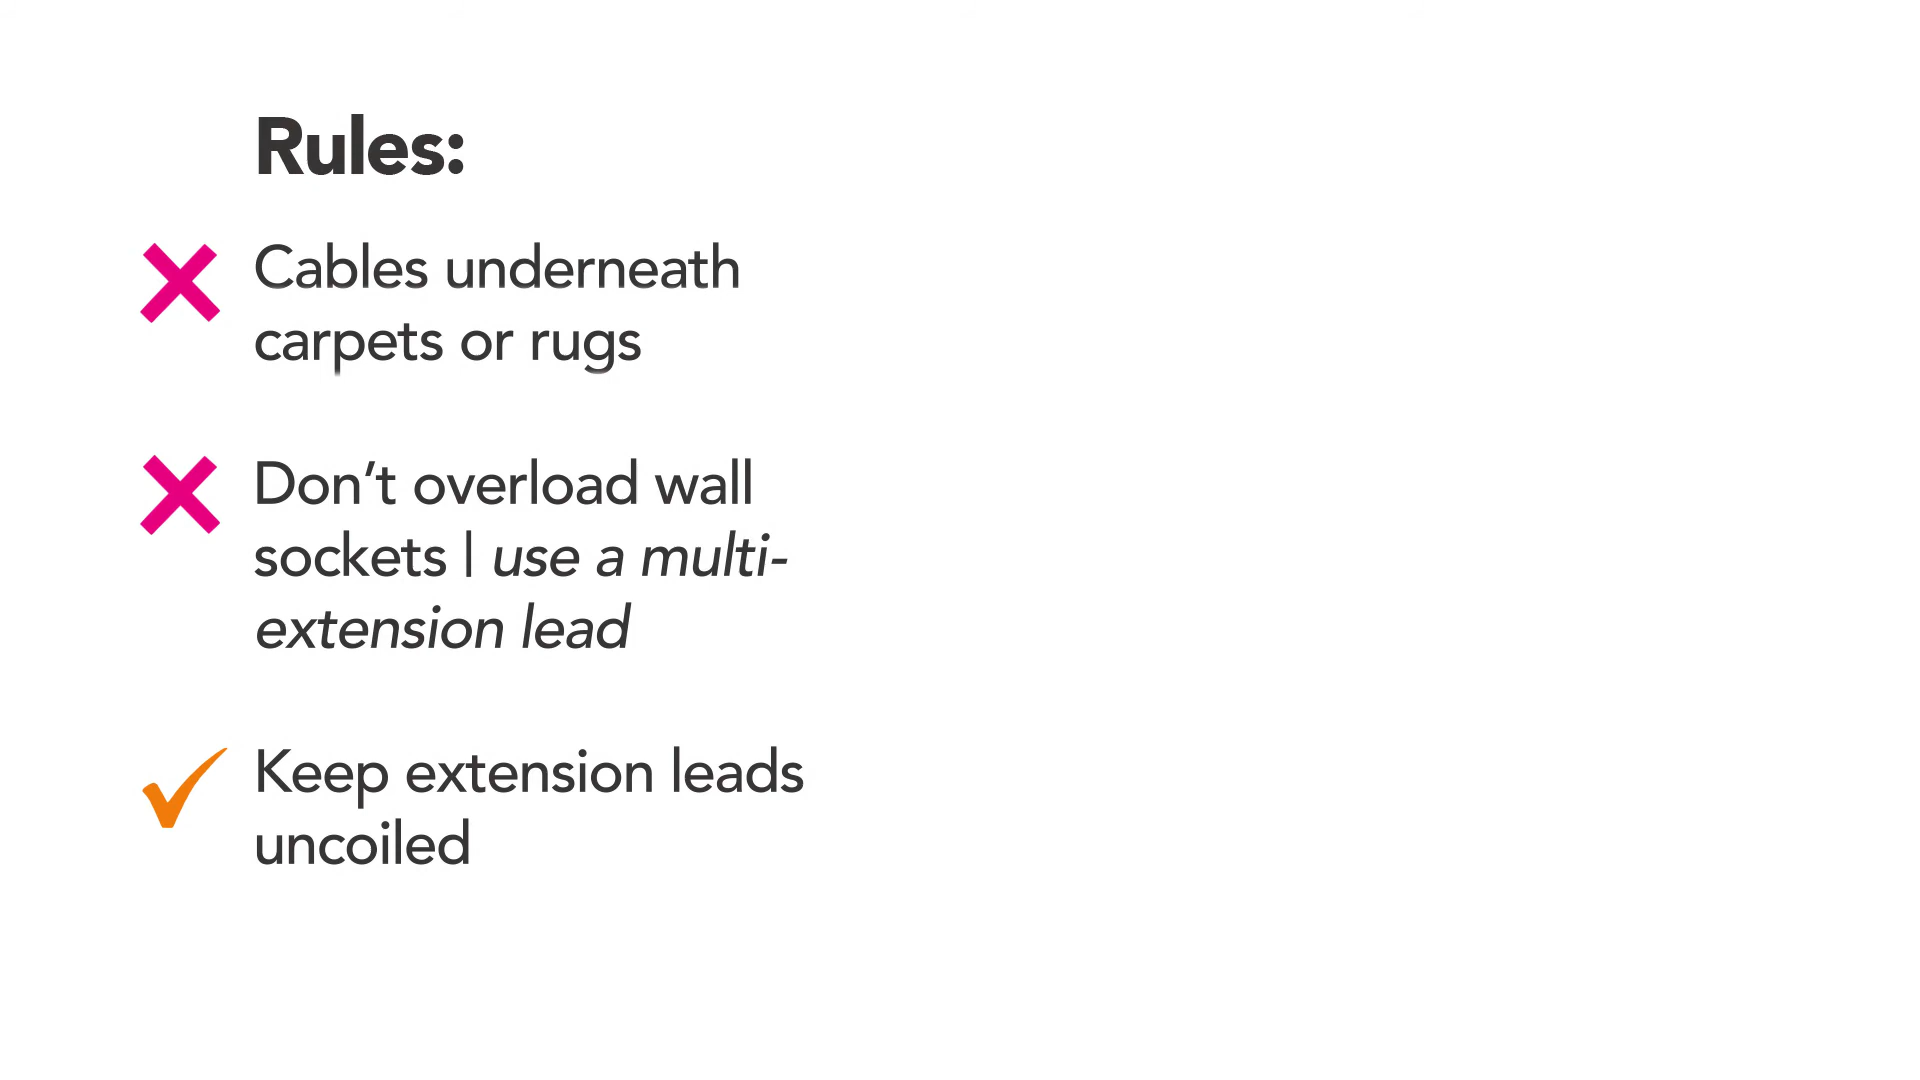 Rules:
Cables underneath
carpets or rugs
Don’t overload wall
sockets | use a multi-
extension lead
Keep extension leads
uncoiled